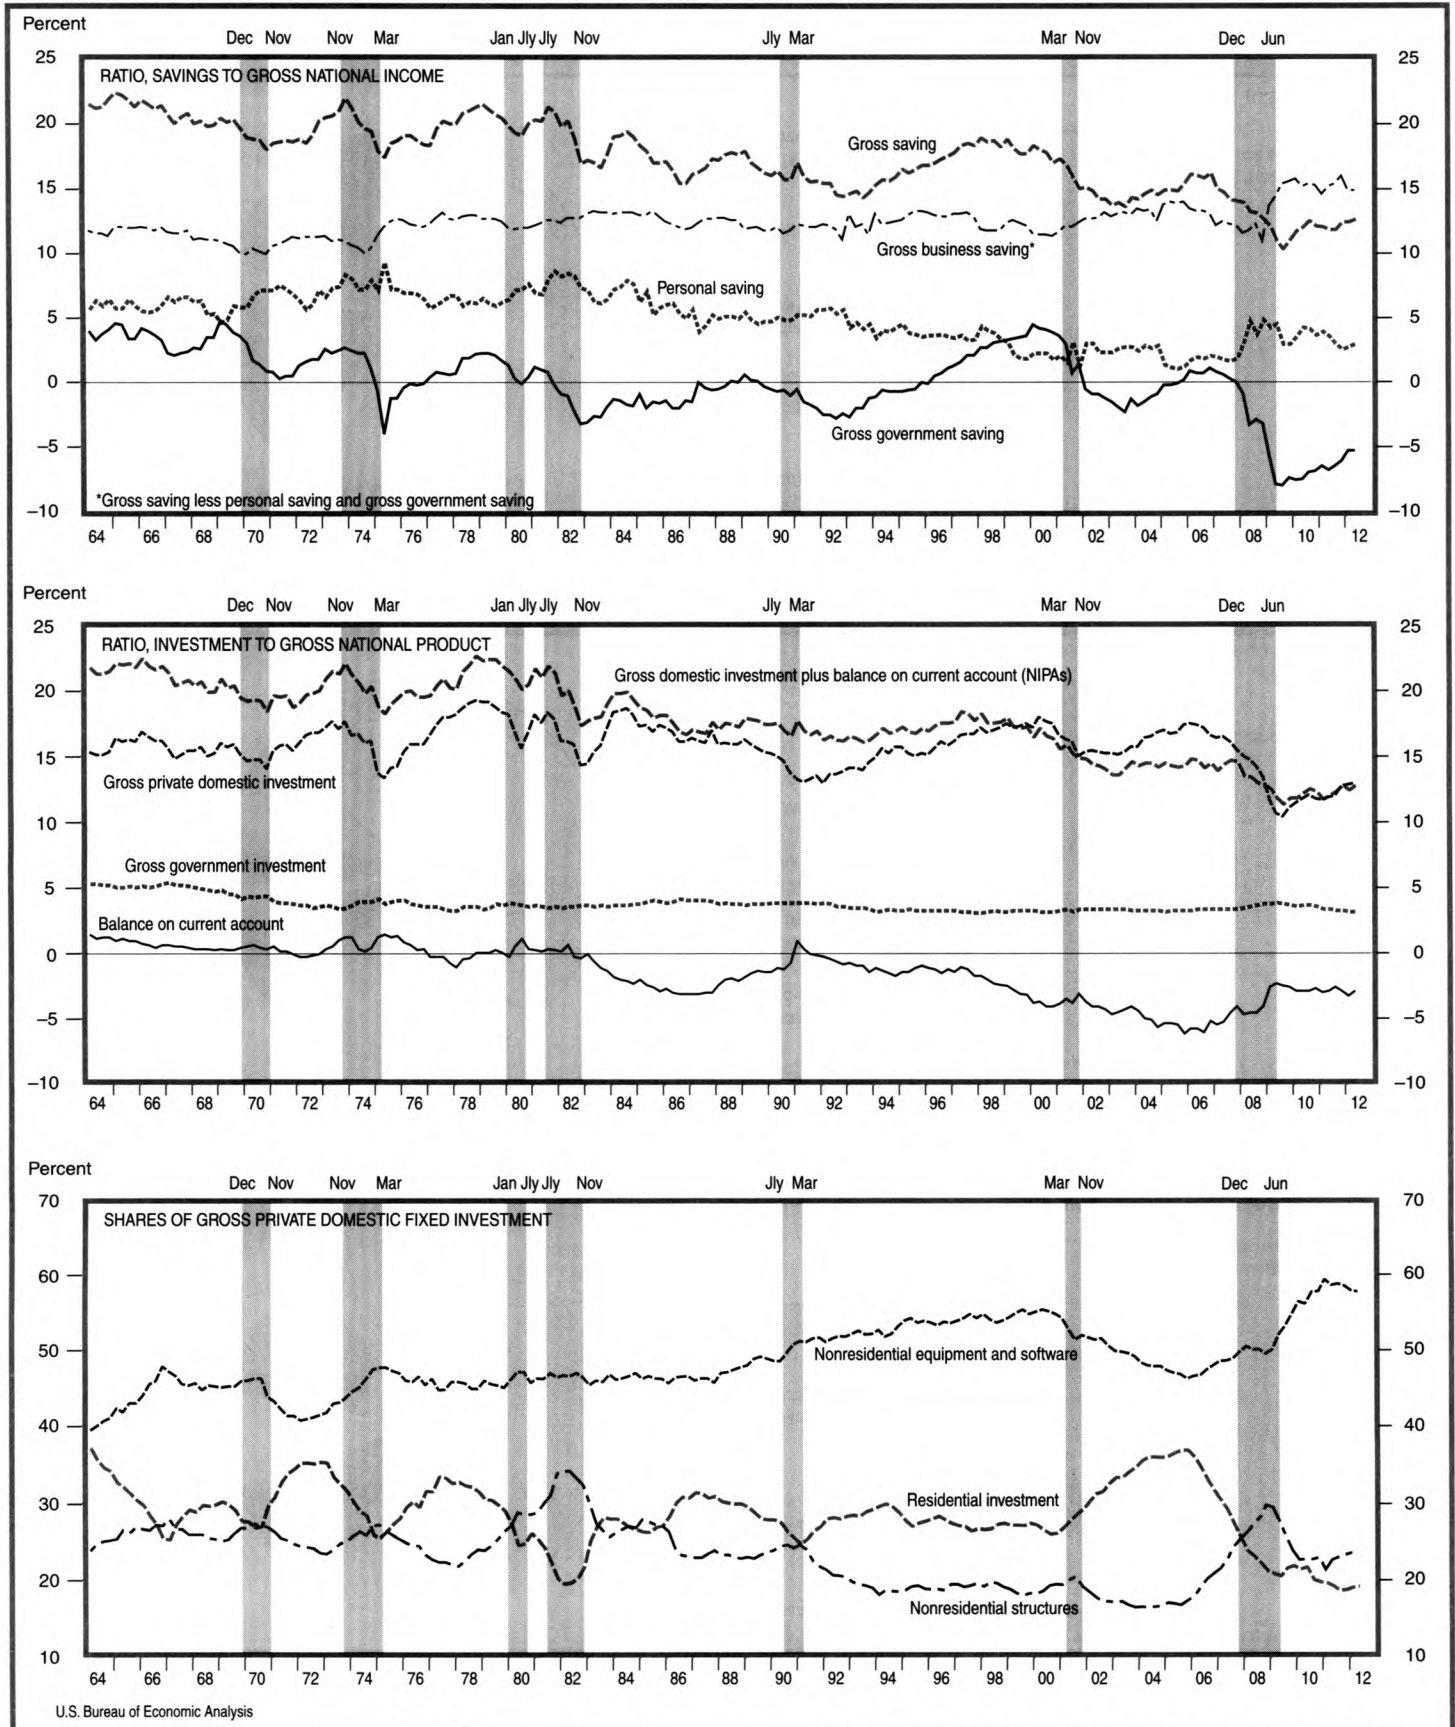 Percent
Dec Nov Nov Mar Jan Jly Jly Nov Jly Mar Mar Nov Dec Jun
RATIO, SAVINGS TO GROSS NATIONAL INCOME
25 25
20 20
15 15
10 10
5 5
0 0
–5 –5
–10 –10
Gross saving
Gross business saving*
Personal saving
Gross government saving
*Gross saving less personal saving and gross government saving
64 66 68 70 72 74 76 78 80 82 84 86 88 90 92 94 96 98 00 02 04 06 08 10 12
Percent
Dec Nov Nov Mar Jan Jly Jly Nov Jly Mar Mar Nov Dec Jun
RATIO, INVESTMENT TO GROSS NATIONAL PRODUCT
25 25
20 20
15 15
10 10
5 5
0 0
–5 –5
–10 –10
Gross domestic investment plus balance on current account (NIPAs)
Gross private domestic investment
Gross government investment
Balance on current account
64 66 68 70 72 74 76 78 80 82 84 86 88 90 92 94 96 98 00 02 04 06 08 10 12
Percent
Dec Nov Nov Mar Jan Jly Jly Nov Jly Mar Mar Nov Dec Jun
SHARES OF GROSS PRIVATE DOMESTIC FIXED INVESTMENT
70 70
60 60
50 50
40 40
30 30
20 20
10 10
Nonresidential equipment and software
Residential investment
Nonresidential structures
64 66 68 70 72 74 76 78 80 82 84 86 88 90 92 94 96 98 00 02 04 06 08 10 12
U.S. Bureau of Economic Analysis